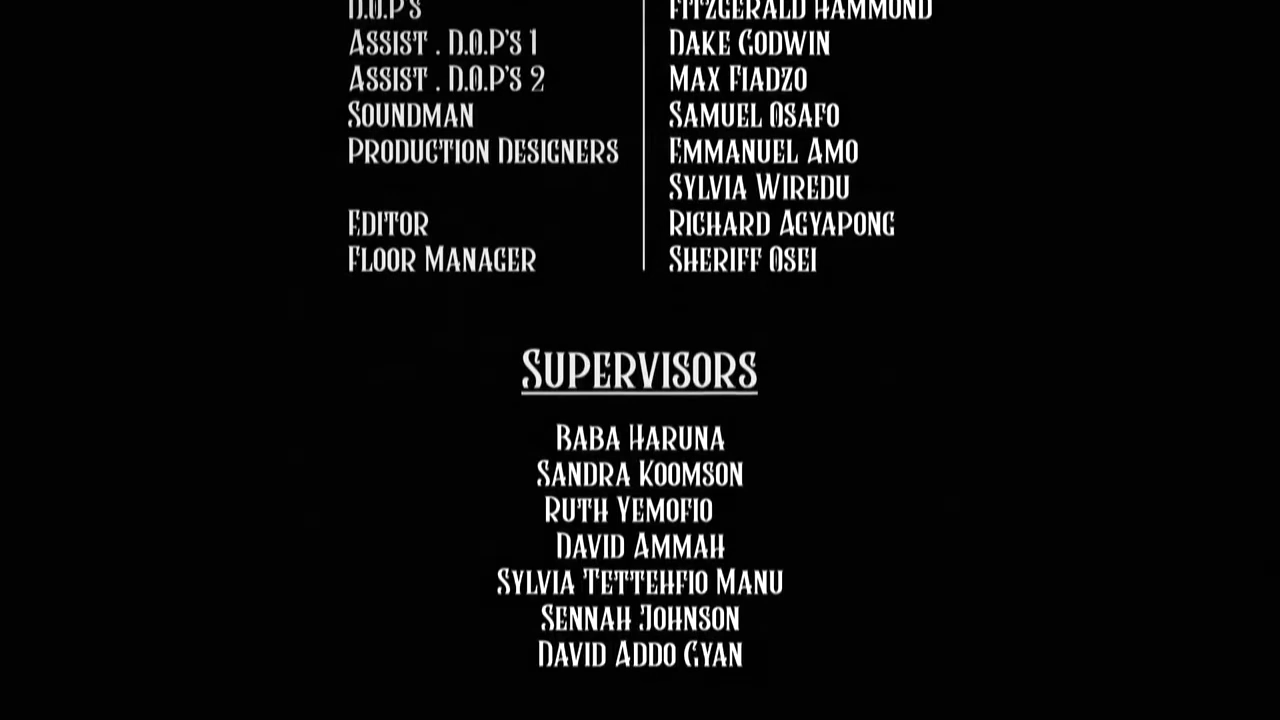 D.O.P'S FITZGERALD HAMMOND
ASSIST . D.O.P'S 1 DAKE GODWIN
ASSIST . D.O.P'S 2 MAX FIADZO
SOUNDMAN SAMUEL OSAFO
PRODUCTION DESIGNERS EMMANUEL AMO
SYLVIA WIREDU
EDITOR RICHARD AGYAPONG
FLOOR MANAGER SHERIFF OSEI
SUPERVISORS
BABA HARUNA
SANDRA KOOMSON
RUTH YEMOFIO
DAVID AMMAH
SYLVIA TETTEHFIO MANU
SENNAH JOHNSON
DAVID ADDO GYAN